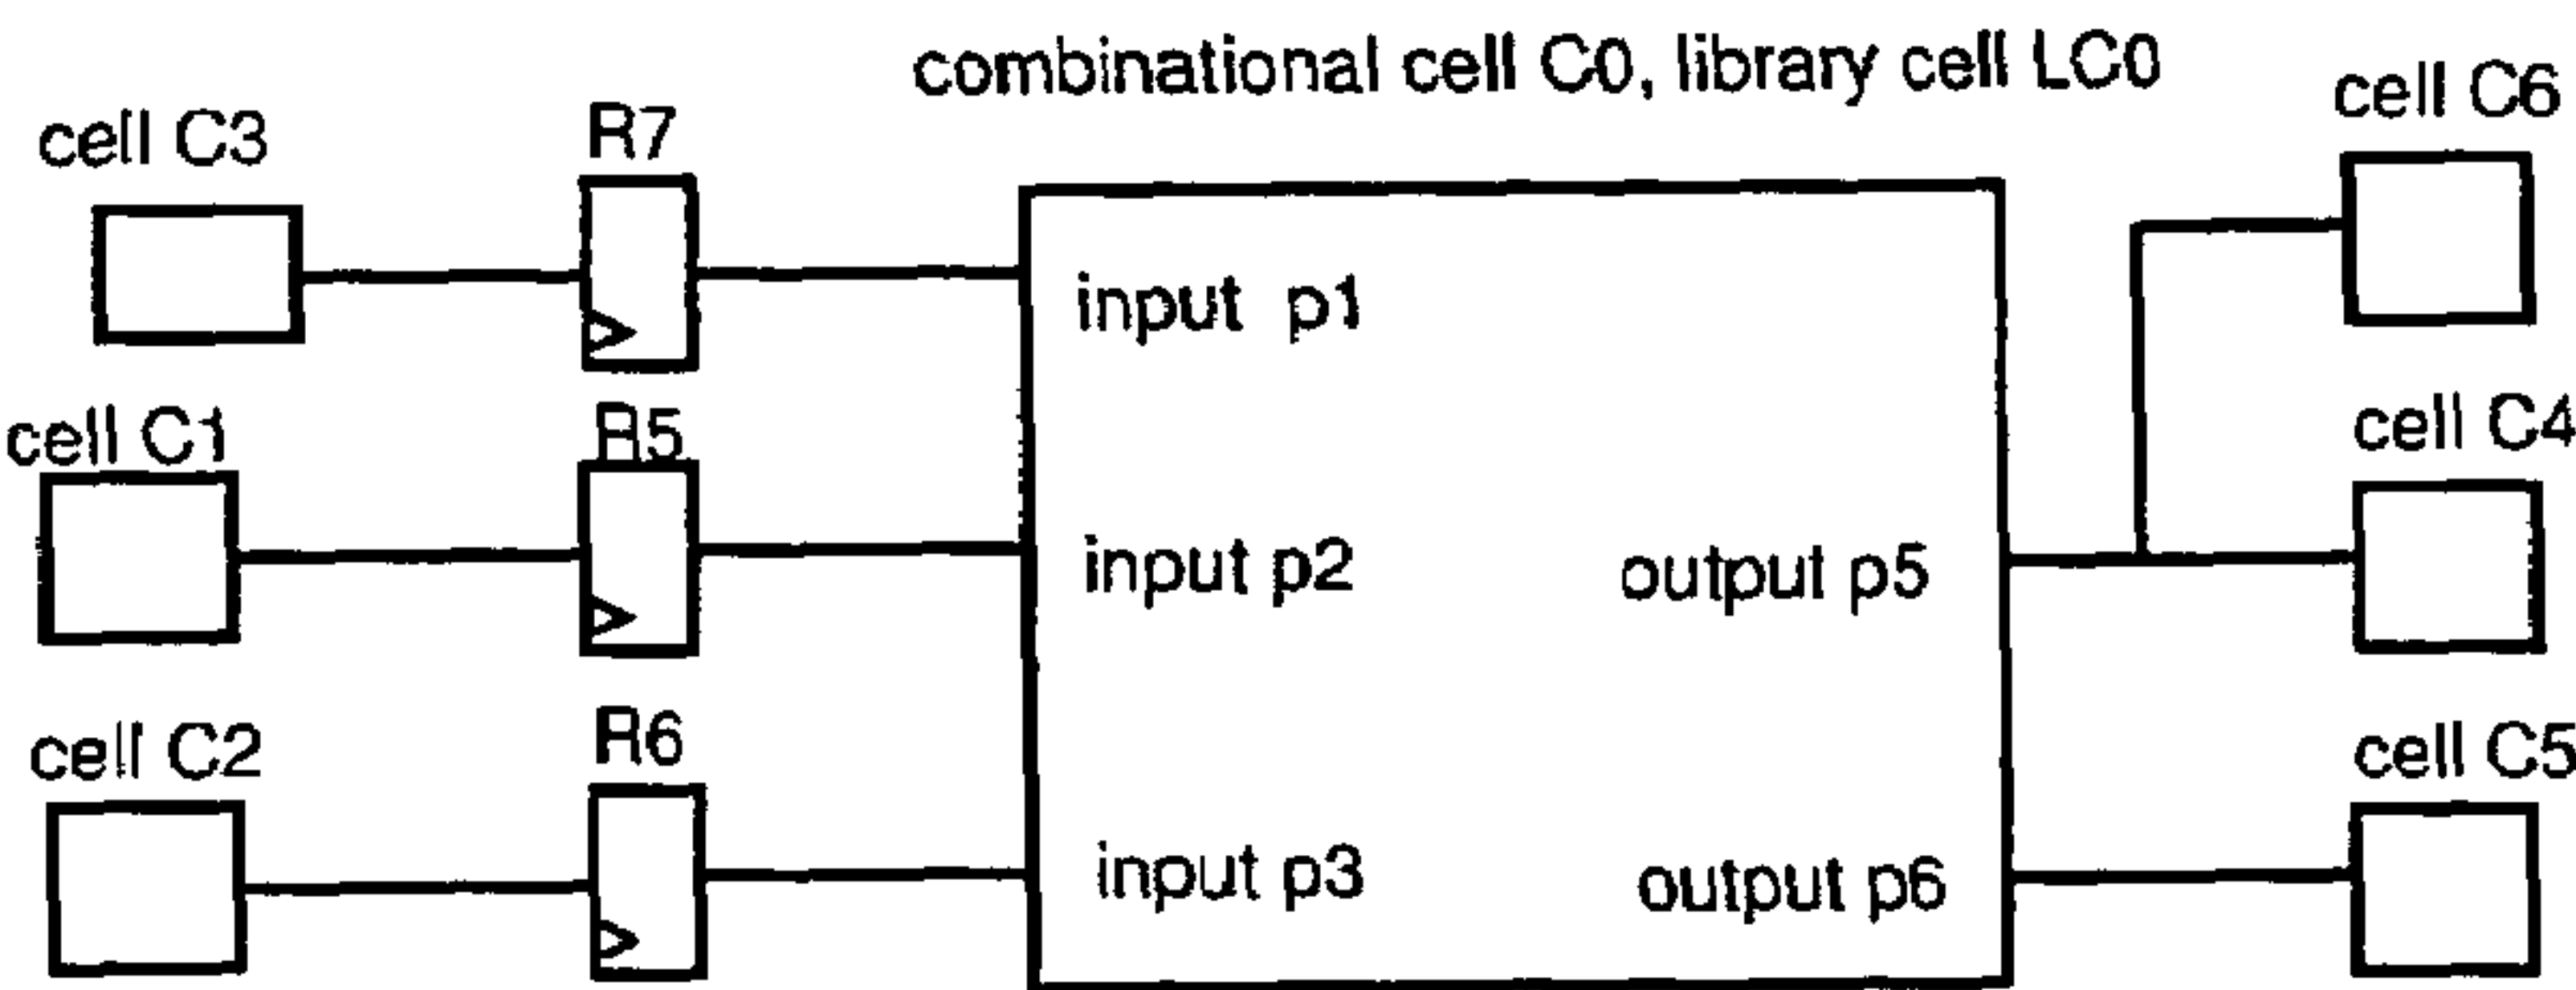 combinational cell C0, library cell LC0
cell C3
R7
cell C6
input p1
cell C1
R5
cell C4
input p2
output p5
cell C2
R6
cell C5
input p3
output p6